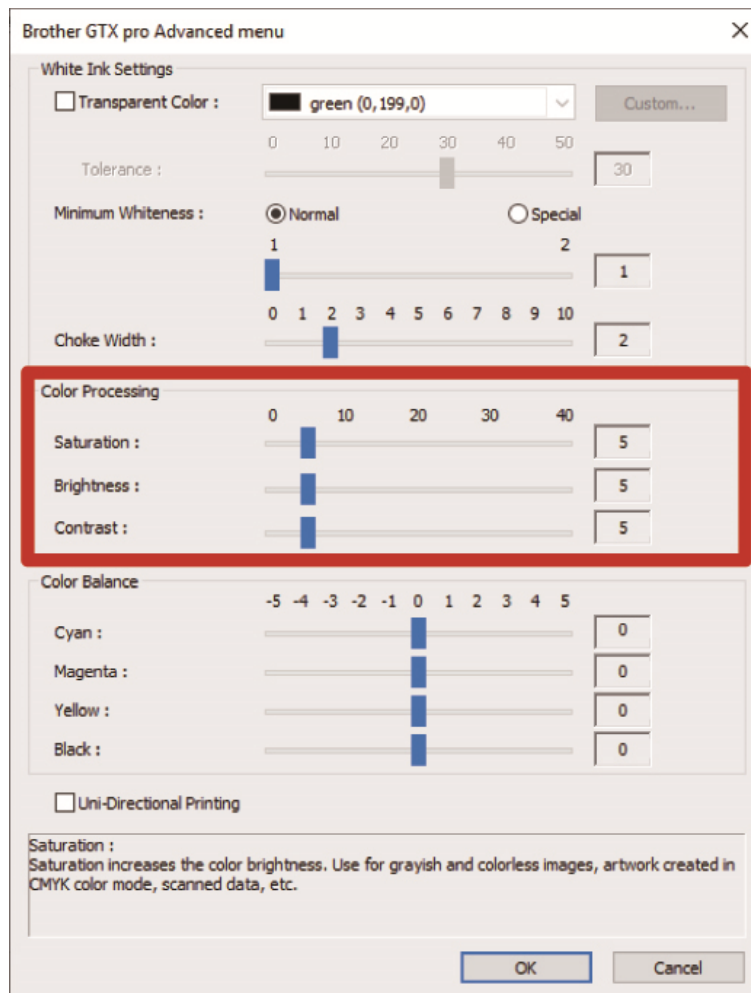 Brother GTX pro Advanced menu
White Ink Settings
Transparent Color : green (0,199,0) Custom...
0 10 20 30 40 50
Tolerance : 30
Minimum Whiteness : Normal Special
1 2
1
0 1 2 3 4 5 6 7 8 9 10
Choke Width : 2
Color Processing
0 10 20 30 40
Saturation : 5
Brightness : 5
Contrast : 5
Color Balance
-5 -4 -3 -2 -1 0 1 2 3 4 5
Cyan : 0
Magenta : 0
Yellow : 0
Black : 0
Uni-Directional Printing
Saturation :
Saturation increases the color brightness. Use for grayish and colorless images, artwork created in
CMYK color mode, scanned data, etc.
OK Cancel